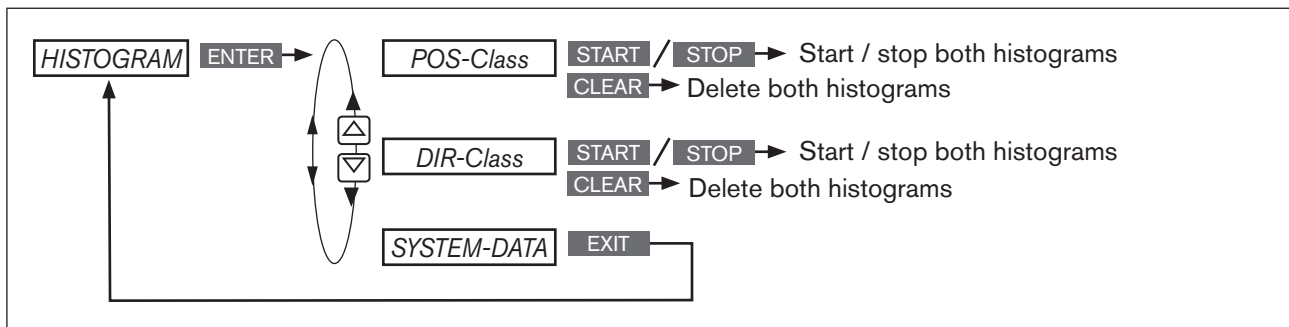 HISTOGRAM ENTER POS-Class START / STOP Start / stop both histograms
CLEAR Delete both histograms
DIR-Class START / STOP Start / stop both histograms
CLEAR Delete both histograms
SYSTEM-DATA EXIT